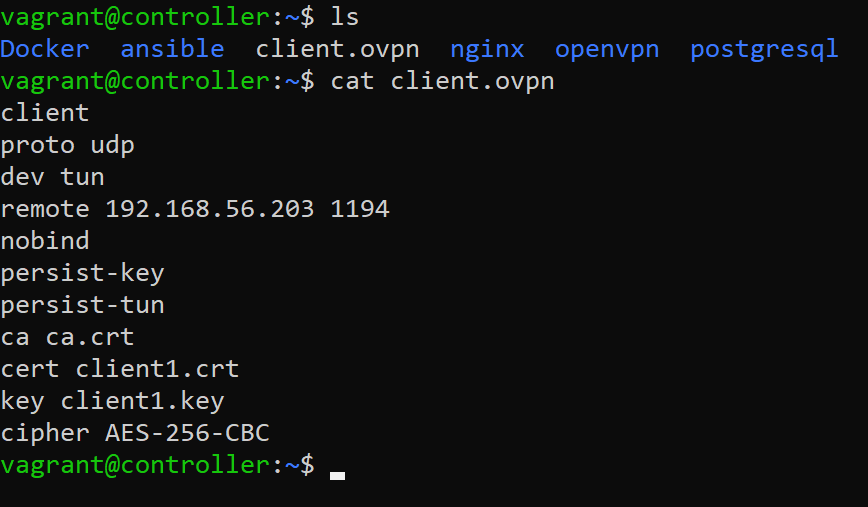 vagrant@controller:~$ ls
Docker  ansible  client.ovpn  nginx  openvpn  postgresql
vagrant@controller:~$ cat client.ovpn
client
proto udp
dev tun
remote 192.168.56.203 1194
nobind
persist-key
persist-tun
ca ca.crt
cert client1.crt
key client1.key
cipher AES-256-CBC
vagrant@controller:~$